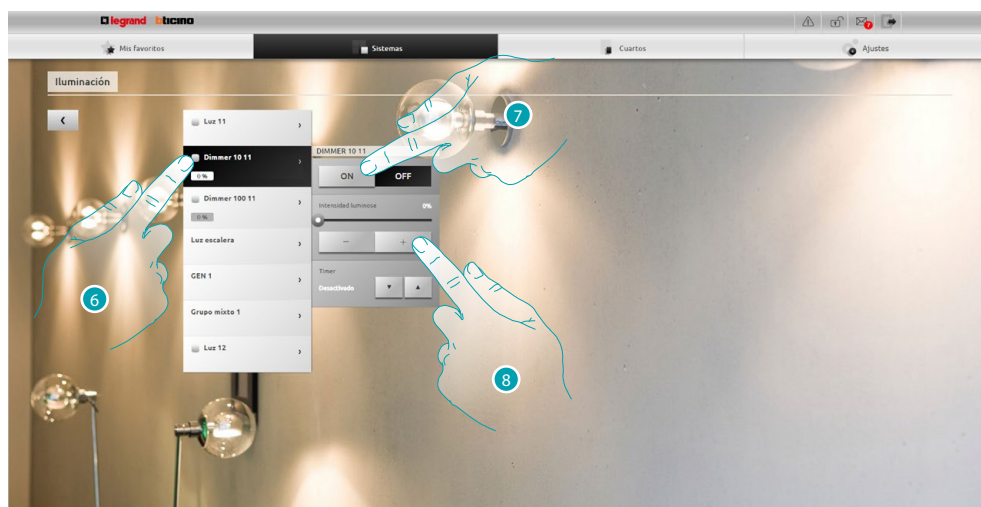 legrand bticino
7
Mis favoritos
Sistemas
Cuartos
Ajustes
Iluminación
Luz 11
Dimmer 10 11
0 %
Dimmer 100 11
0 %
Luz escalera
GEN 1
Grupo mixto 1
Luz 12
DIMMER 10 11
ON
OFF
Intensidad luminose
0%
Timer
Desactivado
6
7
8